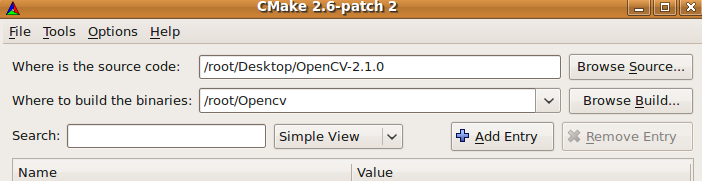 CMake 2.6-patch 2
File Tools Options Help
Where is the source code: /root/Desktop/OpenCV-2.1.0 Browse Source...
Where to build the binaries: /root/Opencv Browse Build...
Search: Simple View Add Entry Remove Entry
Name Value